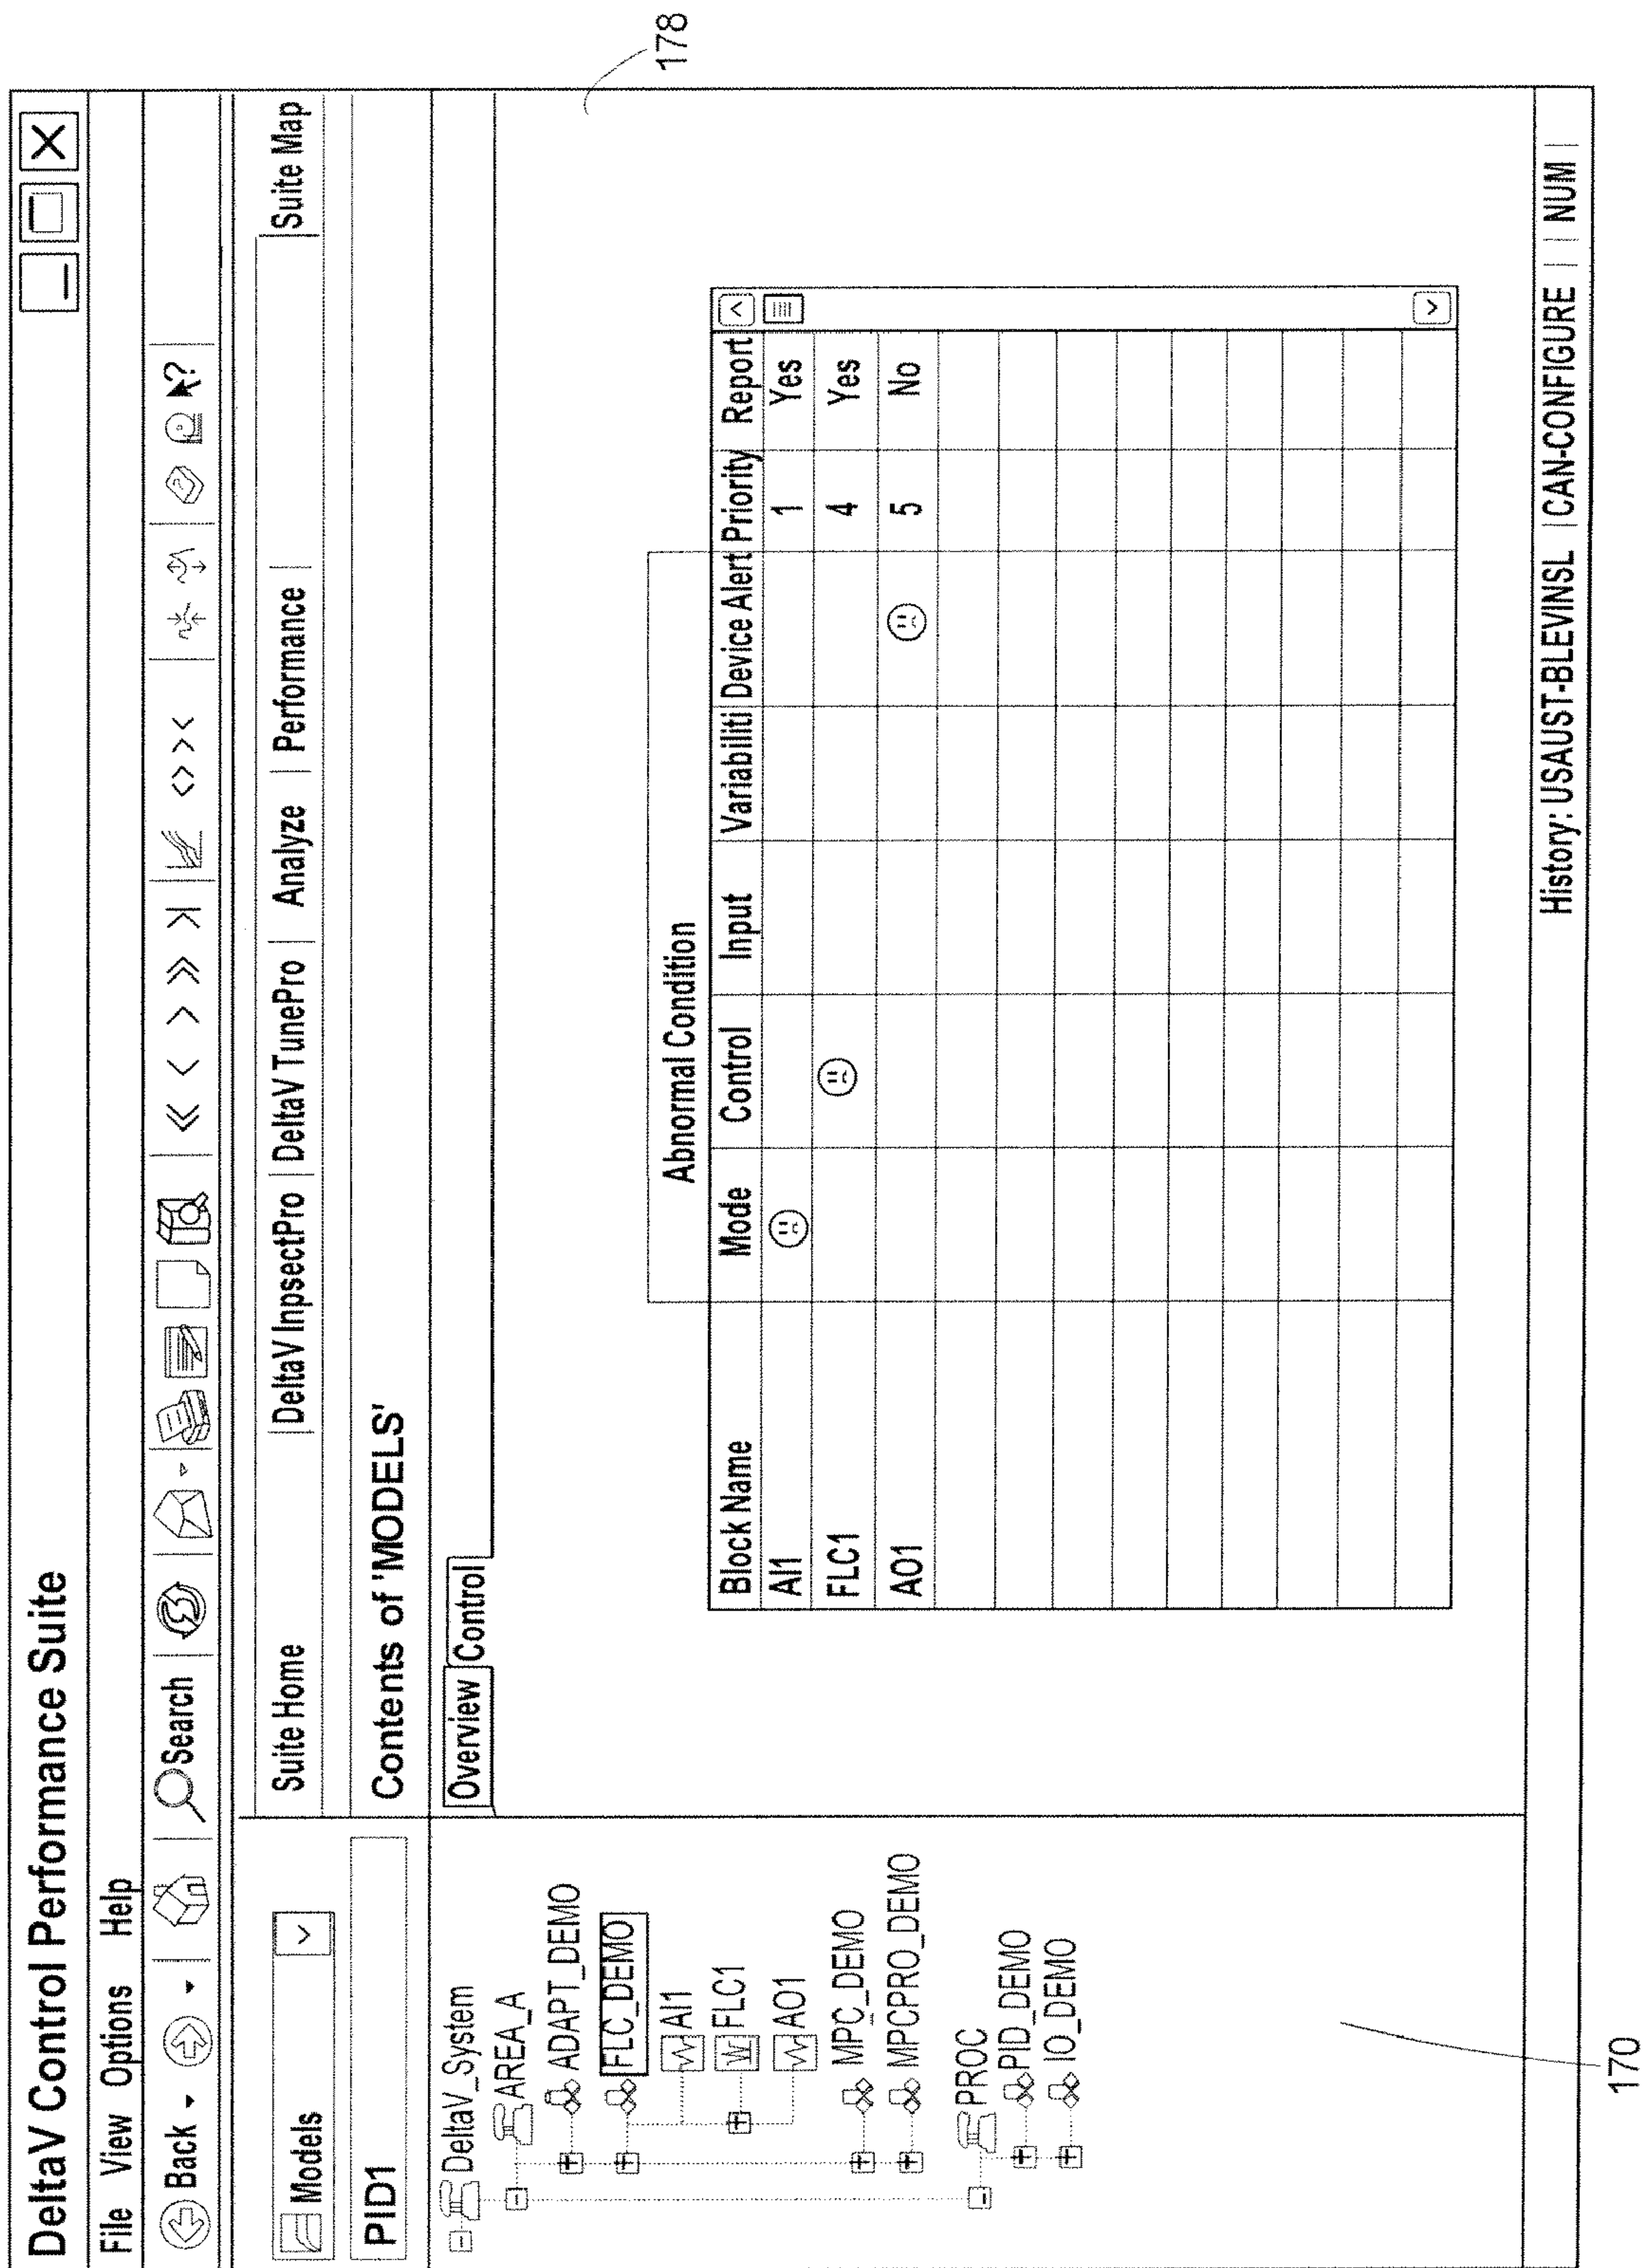 DeltaV Control Performance Suite
File View Options Help
Back Search
Models
Suite Home DeltaV InpsectPro DeltaV TunePro Analyze Performance Suite Map
PID1
Contents of 'MODELS'
Overview Control
DeltaV_System
AREA_A
ADAPT_DEMO
FLC_DEMO
AI1
FLC1
AO1
MPC_DEMO
MPCPRO_DEMO
PROC
PID_DEMO
IO_DEMO
Abnormal Condition
Block Name Mode Control Input Variabiliti Device Alert Priority Report
AI1 1 Yes
FLC1 4 Yes
AO1 5 No
History: USAUST-BLEVINSL CAN-CONFIGURE NUM
178
170